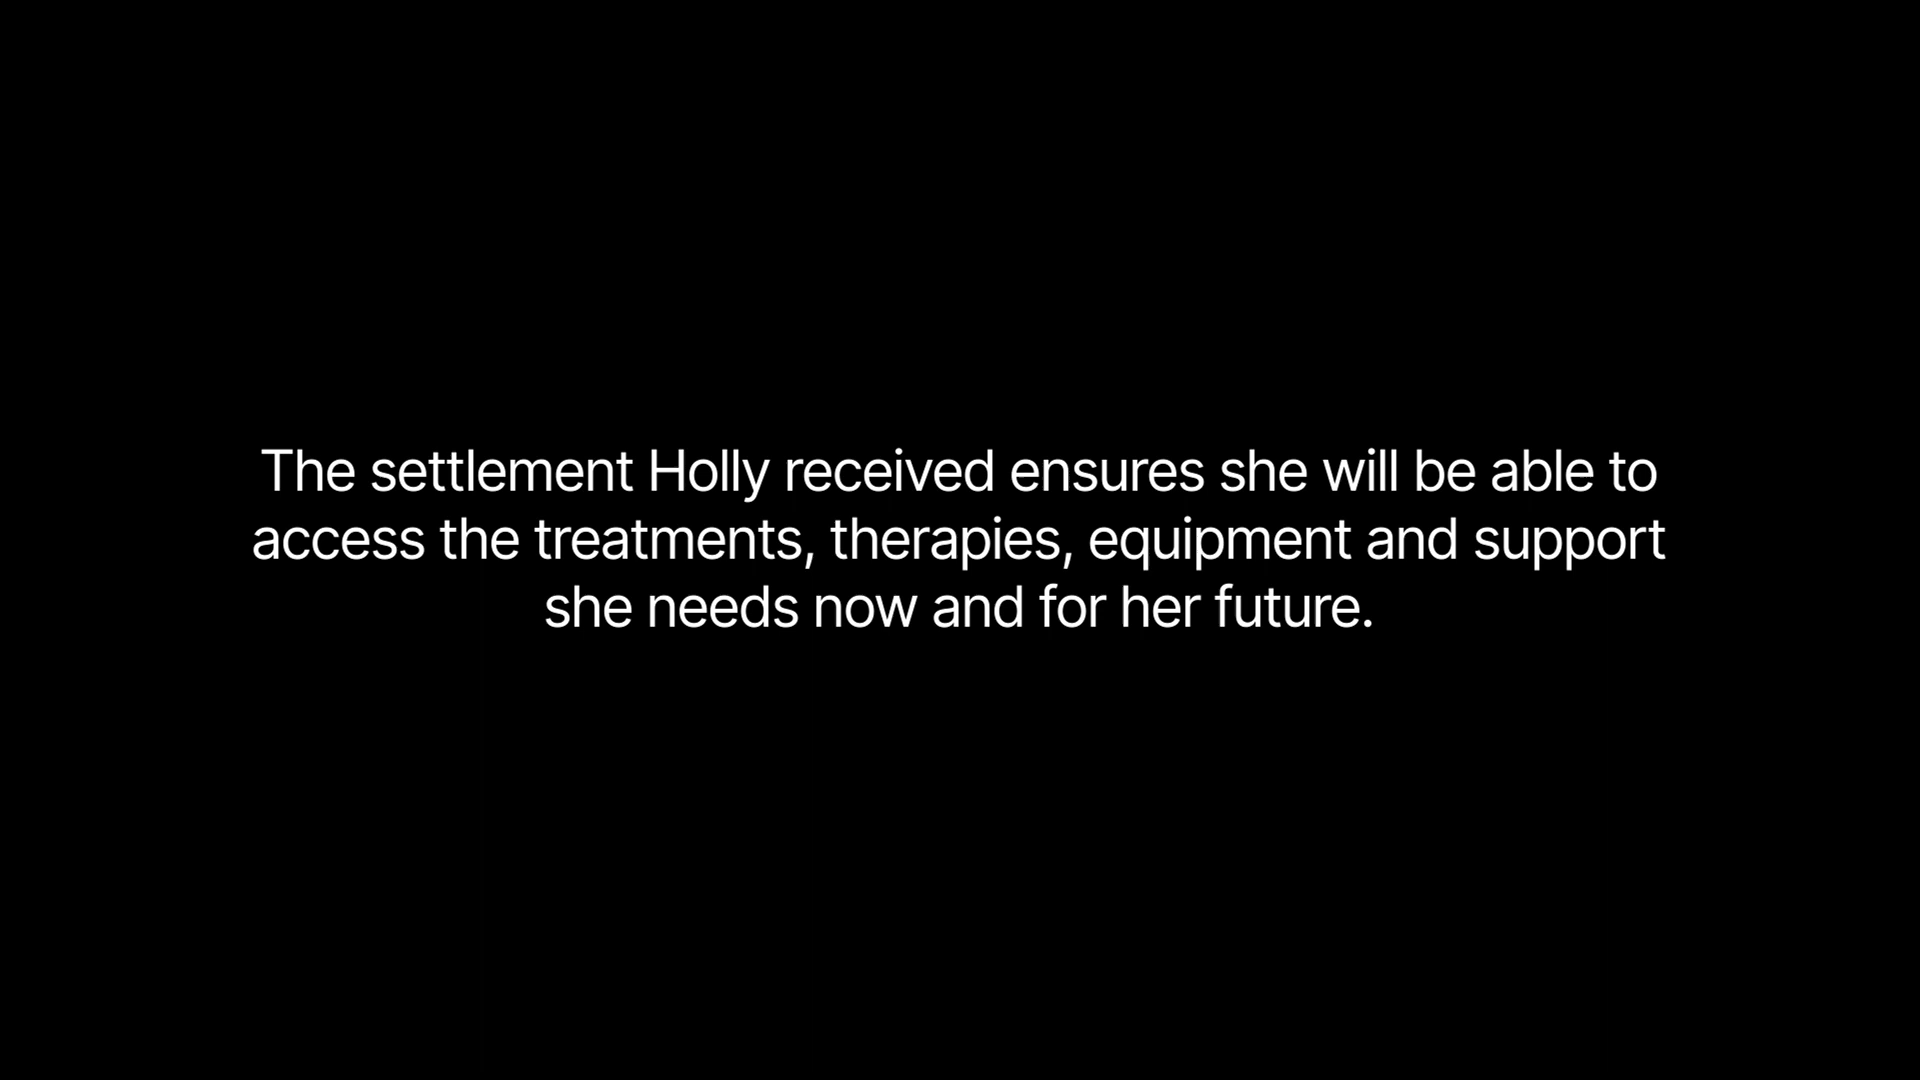 The settlement Holly received ensures she will be able to
access the treatments, therapies, equipment and support
she needs now and for her future.